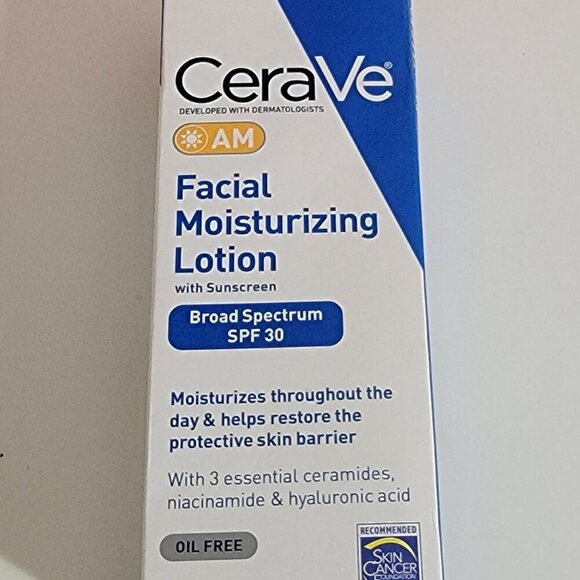 CeraVe®
DEVELOPED WITH DERMATOLOGISTS
AM
Facial
Moisturizing
Lotion
with Sunscreen
Broad Spectrum
SPF 30
Moisturizes throughout the
day & helps restore the
protective skin barrier
With 3 essential ceramides,
niacinamide & hyaluronic acid
OIL FREE
RECOMMENDED
SKIN
CANCER
FOUNDATION